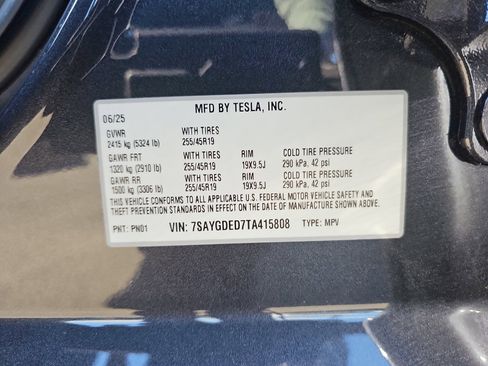 MFD BY TESLA, INC.
06/25
GVWR WITH TIRES
2415 kg (5324 lb) 255/45R19
GAWR FRT WITH TIRES RIM COLD TIRE PRESSURE
1320 kg (2910 lb) 255/45R19 19X9.5J 290 kPa, 42 psi
GAWR RR WITH TIRES RIM COLD TIRE PRESSURE
1500 kg (3306 lb) 255/45R19 19X9.5J 290 kPa, 42 psi
THIS VEHICLE CONFORMS TO ALL APPLICABLE U.S. FEDERAL MOTOR VEHICLE SAFETY AND
THEFT PREVENTION STANDARDS IN EFFECT ON THE DATE OF MANUFACTURE SHOWN ABOVE.
PNT: PN01 VIN: 7SAYGDED7TA415808 TYPE: MPV